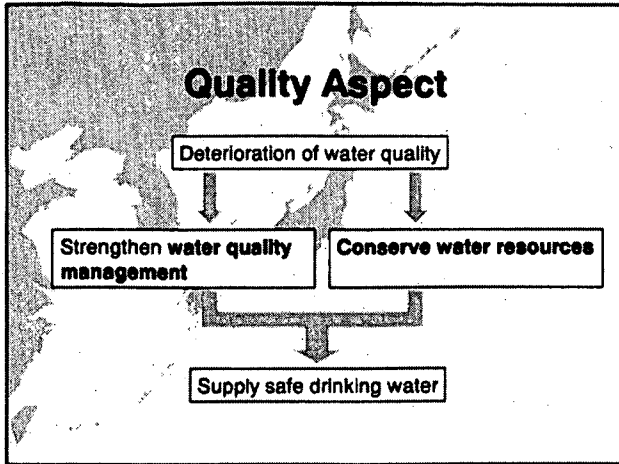 Quality Aspect
Deterioration of water quality
Strengthen water quality
management
Conserve water resources
Supply safe drinking water